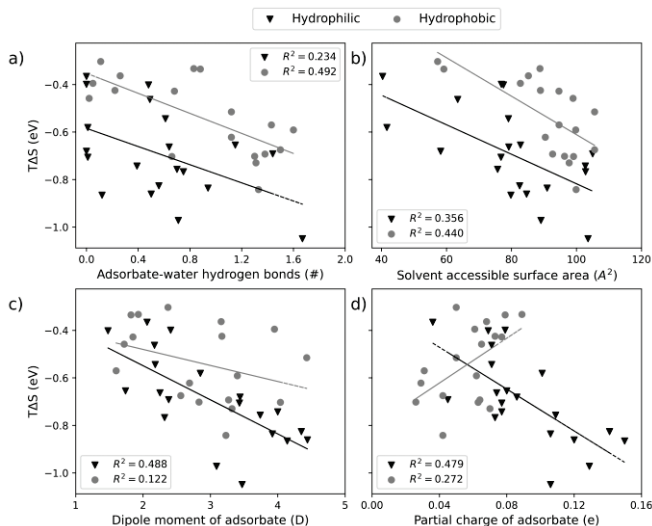 Hydrophilic Hydrophobic
a)
b)
R² = 0.234
R² = 0.492
R² = 0.356
R² = 0.440
TΔS (eV)
−0.4
−0.6
−0.8
−1.0
0.0 0.4 0.8 1.2 1.6 2.0
40 60 80 100 120
Adsorbate-water hydrogen bonds (#)
Solvent accessible surface area (A²)
c)
d)
R² = 0.488
R² = 0.122
R² = 0.479
R² = 0.272
TΔS (eV)
−0.4
−0.6
−0.8
−1.0
1 2 3 4 5
0.00 0.04 0.08 0.12 0.16
Dipole moment of adsorbate (D)
Partial charge of adsorbate (e)